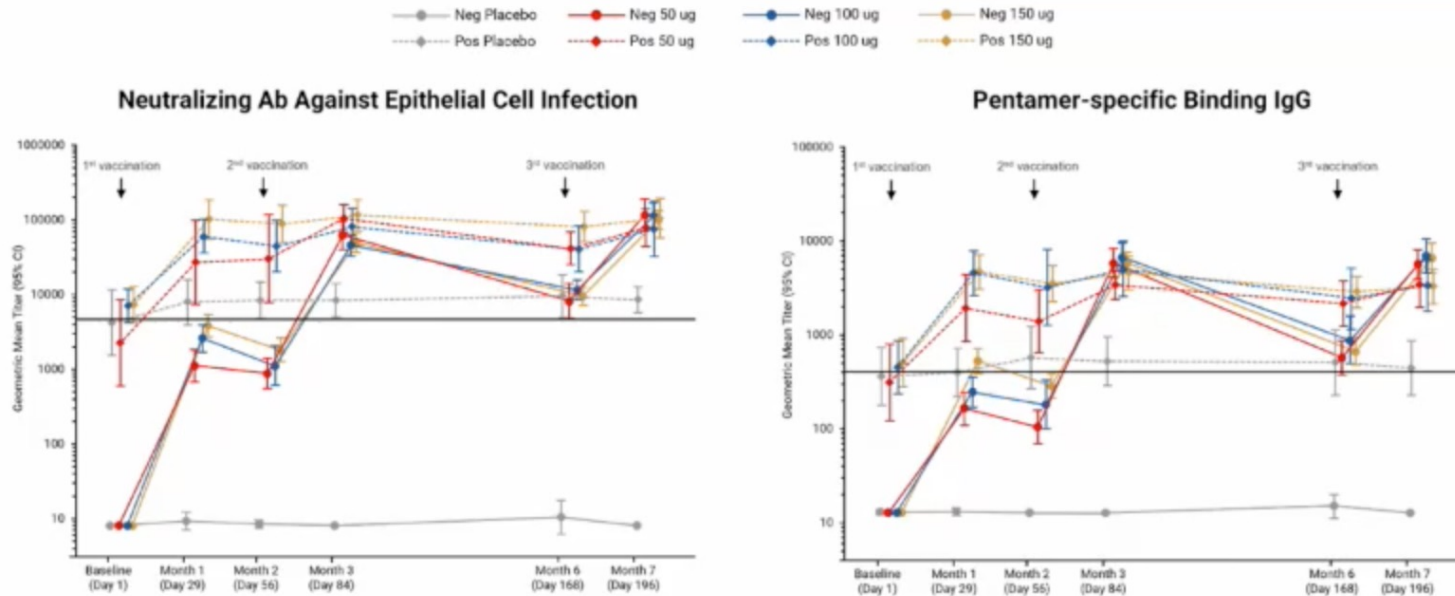 Neg Placebo Neg 50 ug Neg 100 ug Neg 150 ug
Pos Placebo Pos 50 ug Pos 100 ug Pos 150 ug
Neutralizing Ab Against Epithelial Cell Infection
Geometric Mean Titer (95% CI)
1000000
100000
10000
1000
100
10
1st vaccination
2nd vaccination
3rd vaccination
Baseline (Day 1)
Month 1 (Day 29)
Month 2 (Day 56)
Month 3 (Day 84)
Month 6 (Day 168)
Month 7 (Day 196)
Pentamer-specific Binding IgG
Geometric Mean Titer (95% CI)
100000
10000
1000
100
10
1st vaccination
2nd vaccination
3rd vaccination
Baseline (Day 1)
Month 1 (Day 29)
Month 2 (Day 56)
Month 3 (Day 84)
Month 6 (Day 168)
Month 7 (Day 196)